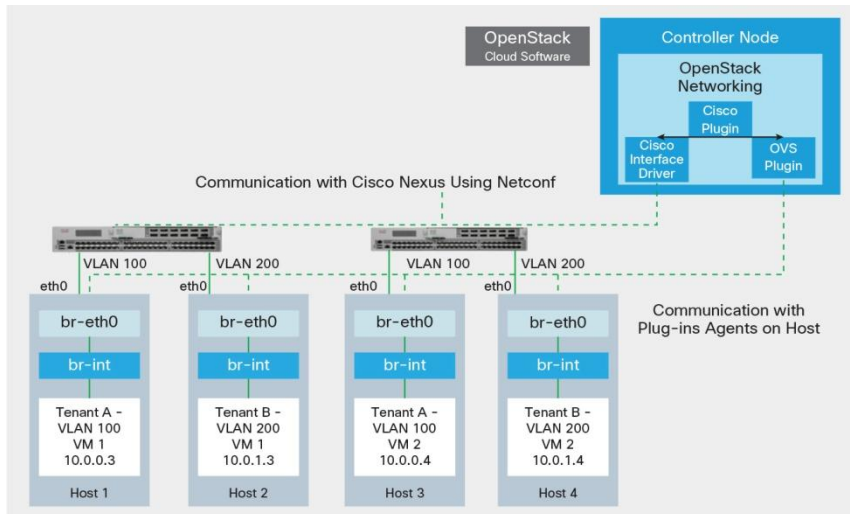 OpenStack
Cloud Software
Controller Node
OpenStack
Networking
Cisco
Plugin
Cisco
Interface
Driver
OVS
Plugin
Communication with Cisco Nexus Using Netconf
VLAN 100
VLAN 200
VLAN 100
VLAN 200
eth0
eth0
eth0
eth0
Communication with
Plug-ins Agents on Host
br-eth0
br-eth0
br-eth0
br-eth0
br-int
br-int
br-int
br-int
Tenant A -
VLAN 100
VM 1
10.0.0.3
Tenant B -
VLAN 200
VM 1
10.0.1.3
Tenant A -
VLAN 100
VM 2
10.0.0.4
Tenant B -
VLAN 200
VM 2
10.0.1.4
Host 1
Host 2
Host 3
Host 4